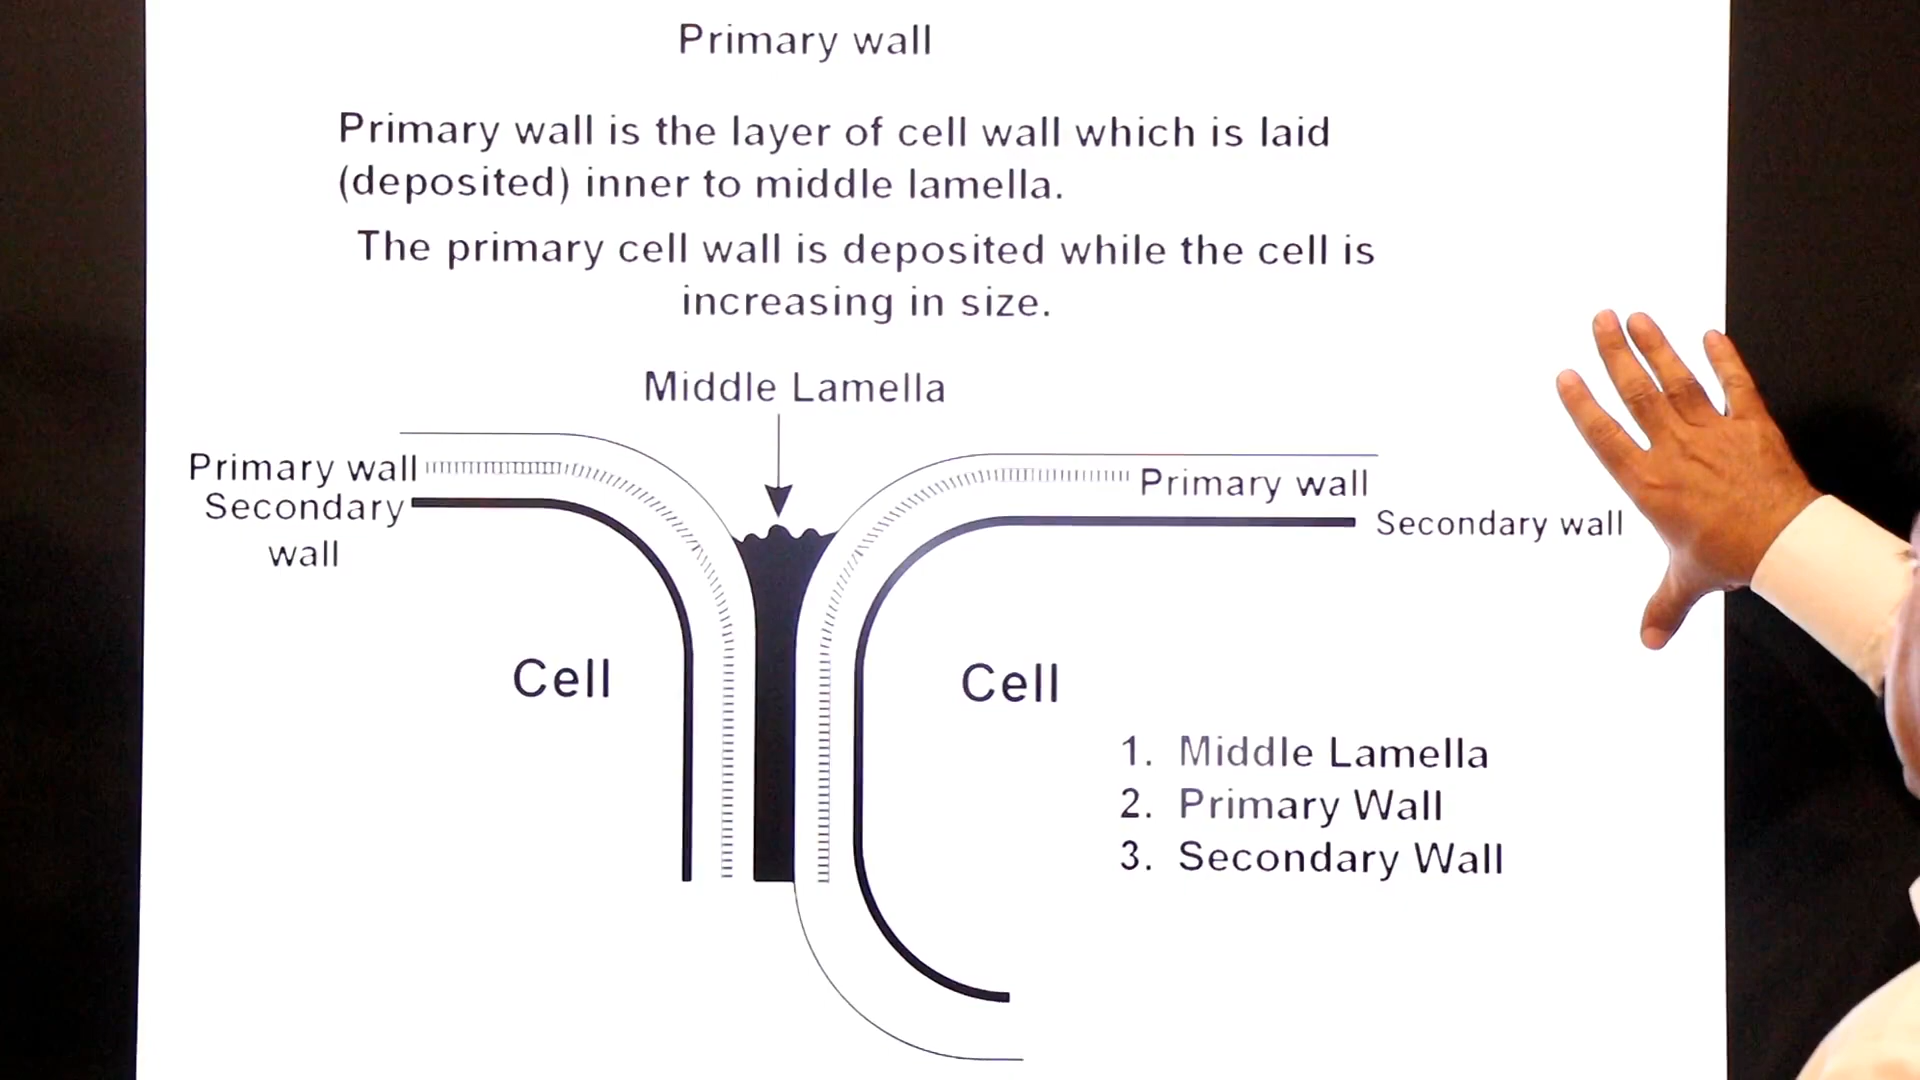 Primary wall
Primary wall is the layer of cell wall which is laid
(deposited) inner to middle lamella.
The primary cell wall is deposited while the cell is
increasing in size.
Middle Lamella
Primary wall
Secondary
wall
Primary wall
Secondary wall
Cell
Cell
1. Middle Lamella
2. Primary Wall
3. Secondary Wall